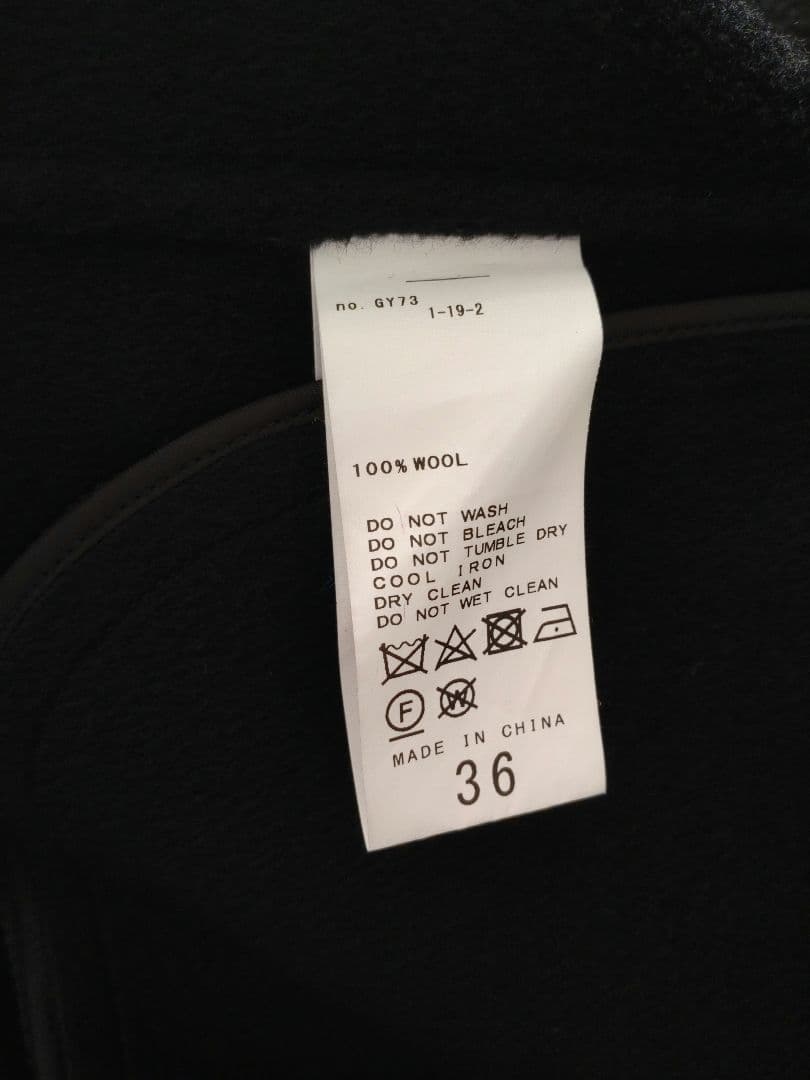 no. GY73
1-19-2
100% WOOL
DO NOT WASH
DO NOT BLEACH
DO NOT TUMBLE DRY
COOL IRON
DRY CLEAN
DO NOT WET CLEAN
F W
MADE IN CHINA
36